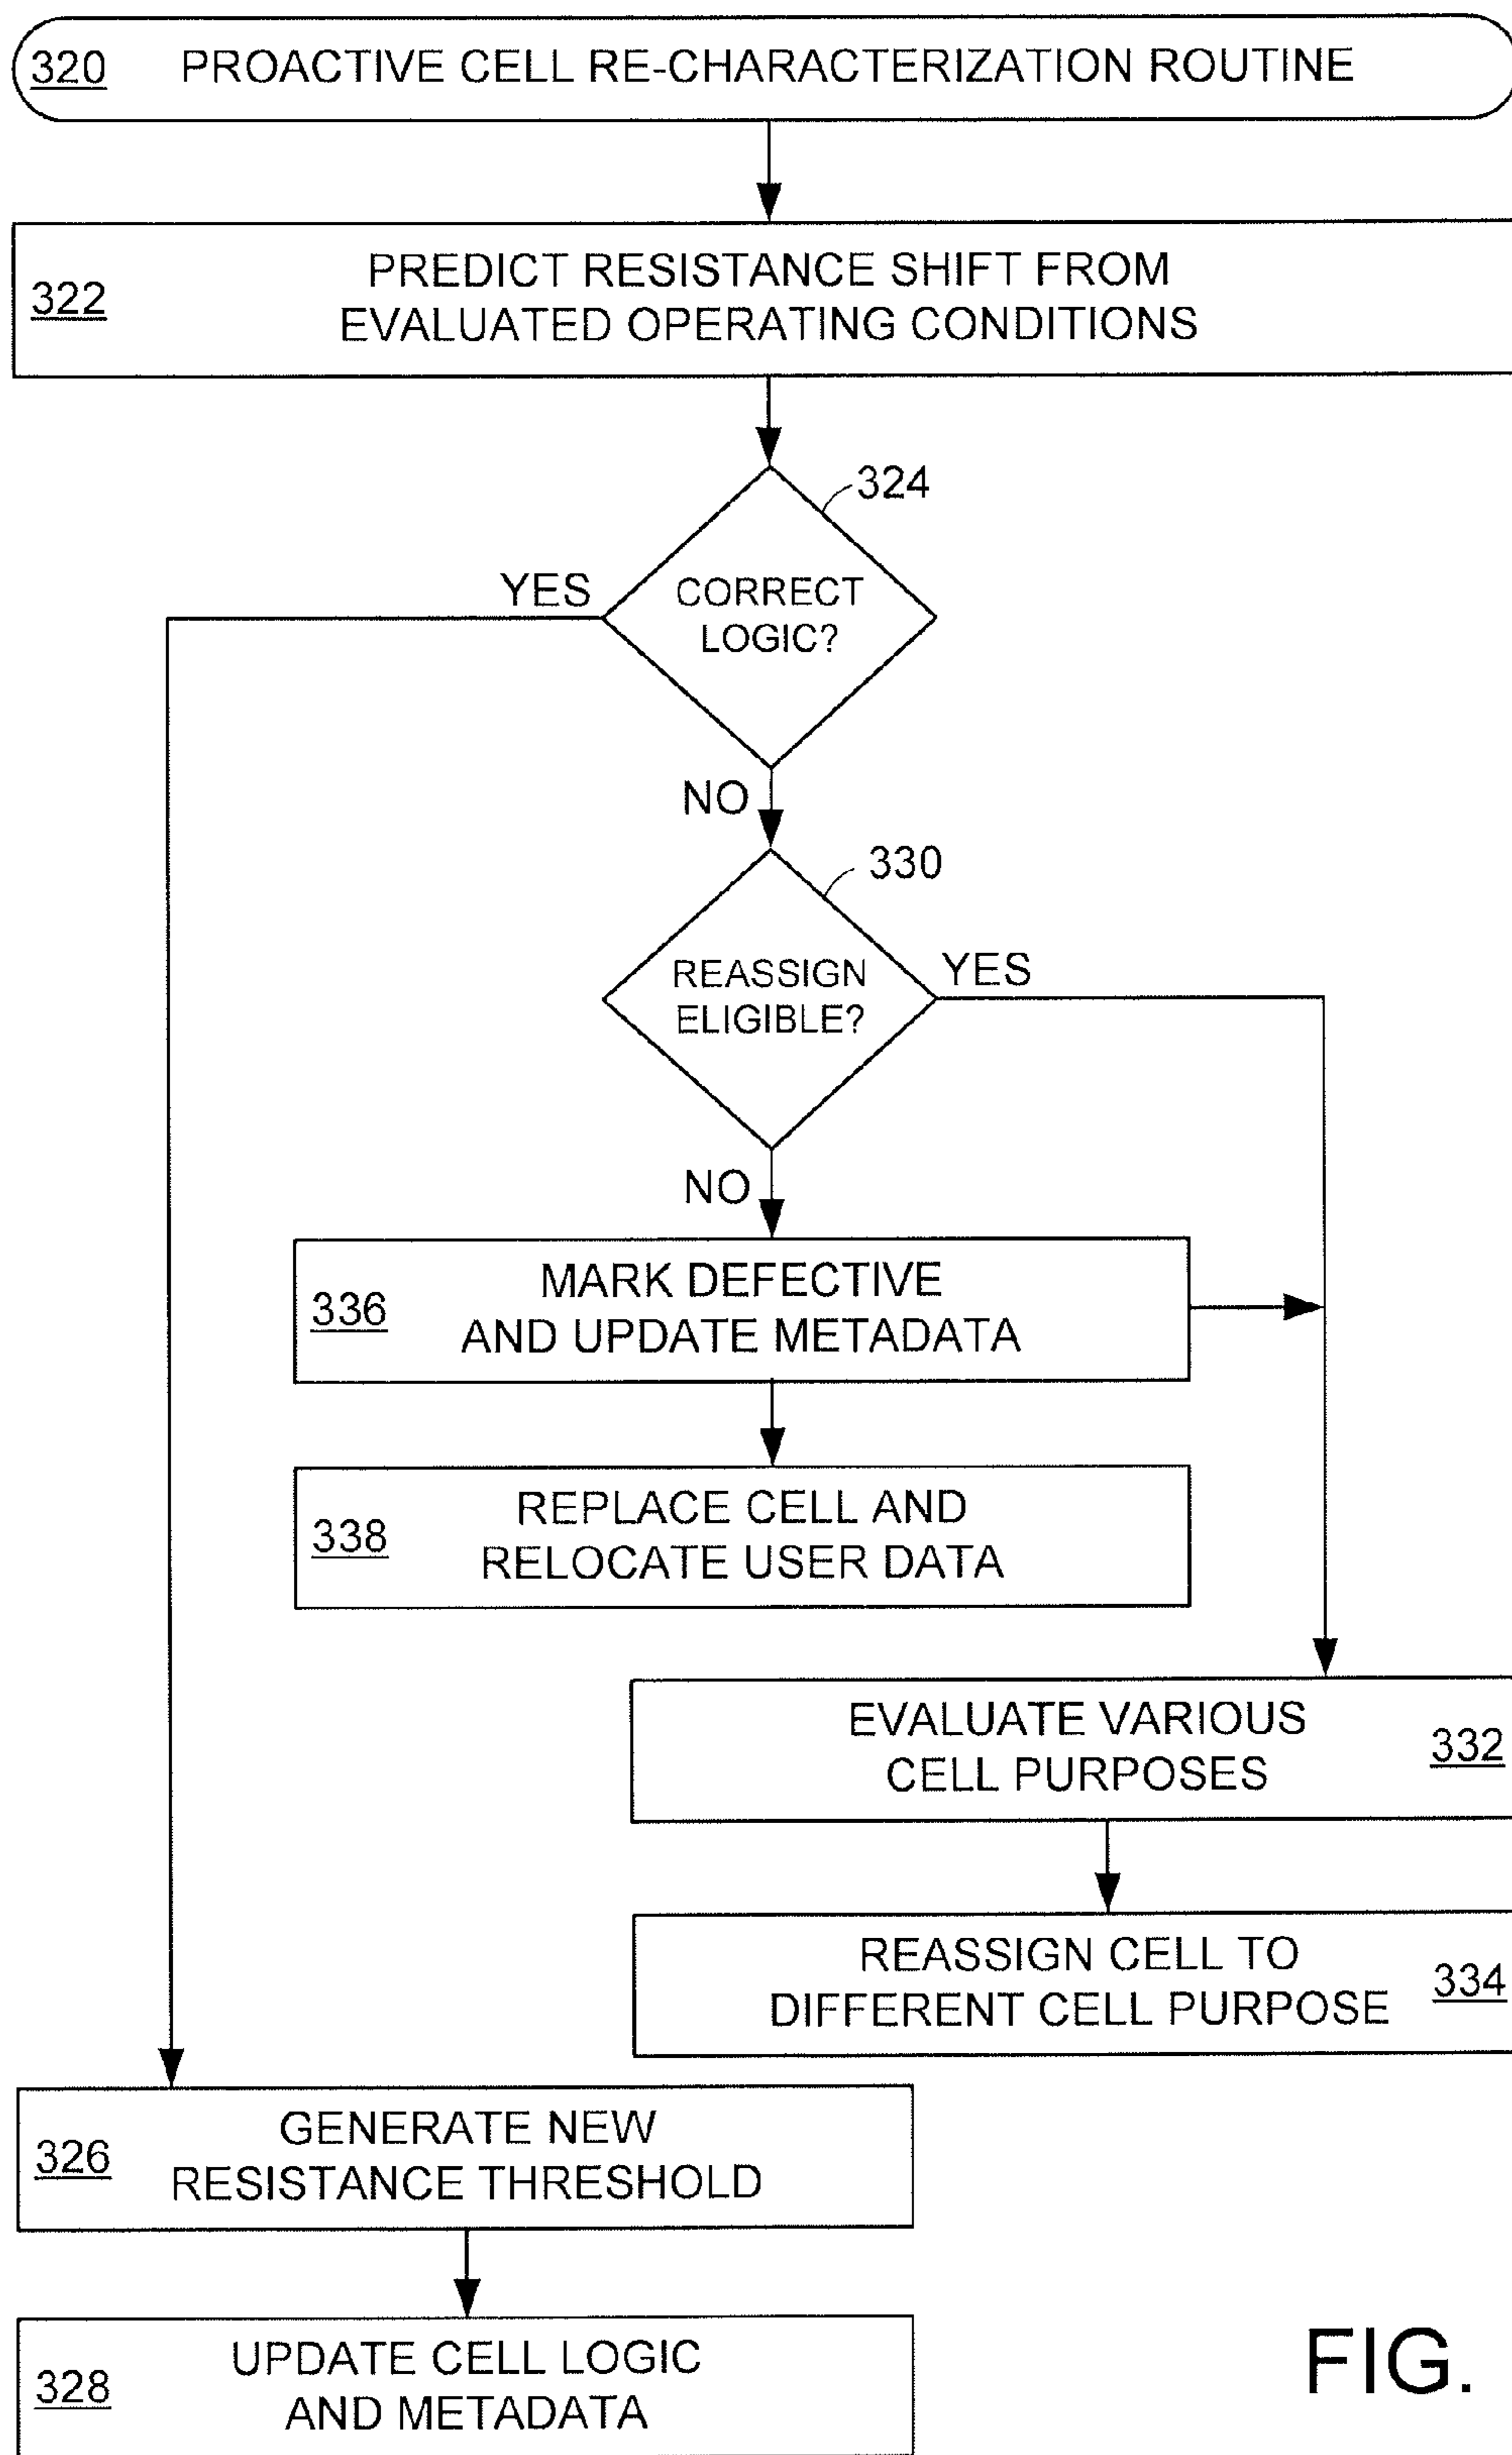 320 PROACTIVE CELL RE-CHARACTERIZATION ROUTINE
322 PREDICT RESISTANCE SHIFT FROM
EVALUATED OPERATING CONDITIONS
324
YES
CORRECT
LOGIC?
NO
330
REASSIGN
ELIGIBLE?
YES
NO
336 MARK DEFECTIVE
AND UPDATE METADATA
338 REPLACE CELL AND
RELOCATE USER DATA
EVALUATE VARIOUS
CELL PURPOSES 332
REASSIGN CELL TO
DIFFERENT CELL PURPOSE 334
326 GENERATE NEW
RESISTANCE THRESHOLD
328 UPDATE CELL LOGIC
AND METADATA
FIG.